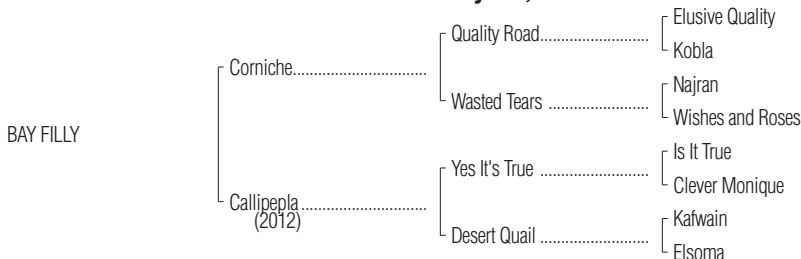 Elusive Quality
Quality Road..........................
Kobla
Corniche................................
Najran
Wasted Tears ........................
Wishes and Roses
BAY FILLY
Is It True
Yes It's True ..........................
Clever Monique
Callipepla..............................
(2012)
Kafwain
Desert Quail ..........................
Elsoma